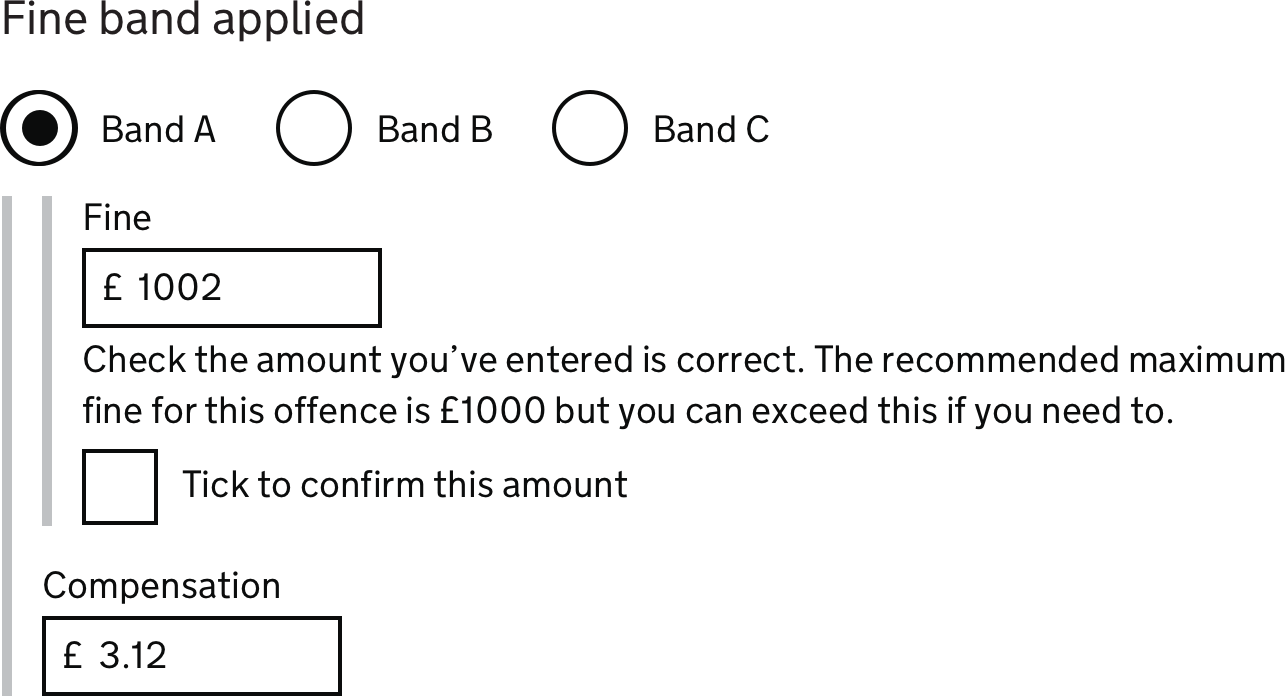 Fine band applied
Band A Band B Band C
Fine
£ 1002
Check the amount you’ve entered is correct. The recommended maximum
fine for this offence is £1000 but you can exceed this if you need to.
Tick to confirm this amount
Compensation
£ 3.12